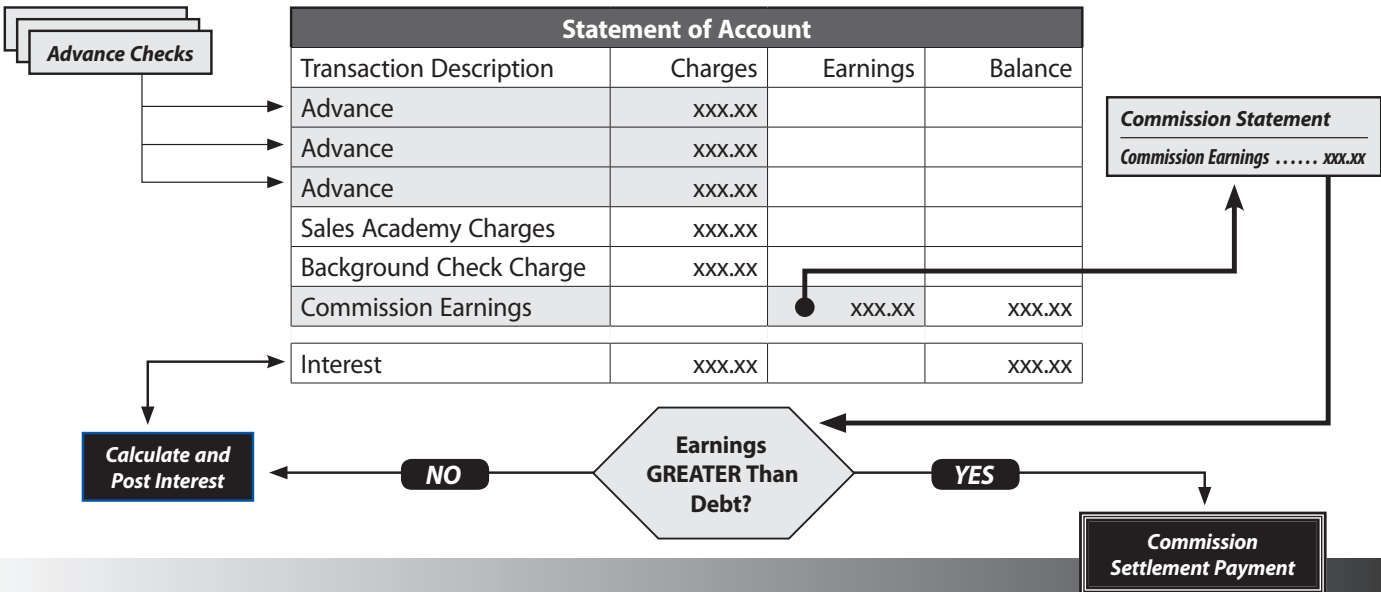 Advance Checks
Statement of Account
Transaction Description Charges Earnings Balance
Advance xxx.xx
Advance xxx.xx
Advance xxx.xx
Sales Academy Charges xxx.xx
Background Check Charge xxx.xx
Commission Earnings xxx.xx xxx.xx
Interest xxx.xx xxx.xx
Commission Statement
Commission Earnings ...... xxx.xx
Calculate and
Post Interest
NO
Earnings
GREATER Than
Debt?
YES
Commission
Settlement Payment